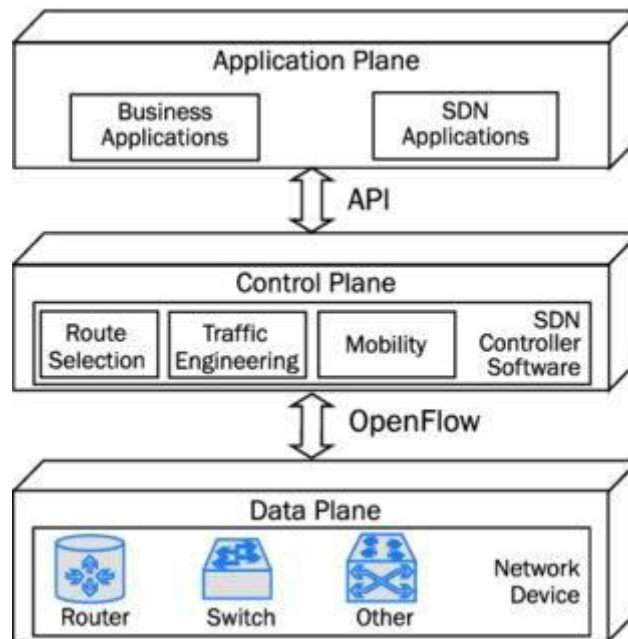 Application Plane
Business
Applications
SDN
Applications
API
Control Plane
Route
Selection
Traffic
Engineering
Mobility
SDN
Controller
Software
OpenFlow
Data Plane
Router
Switch
Other
Network
Device